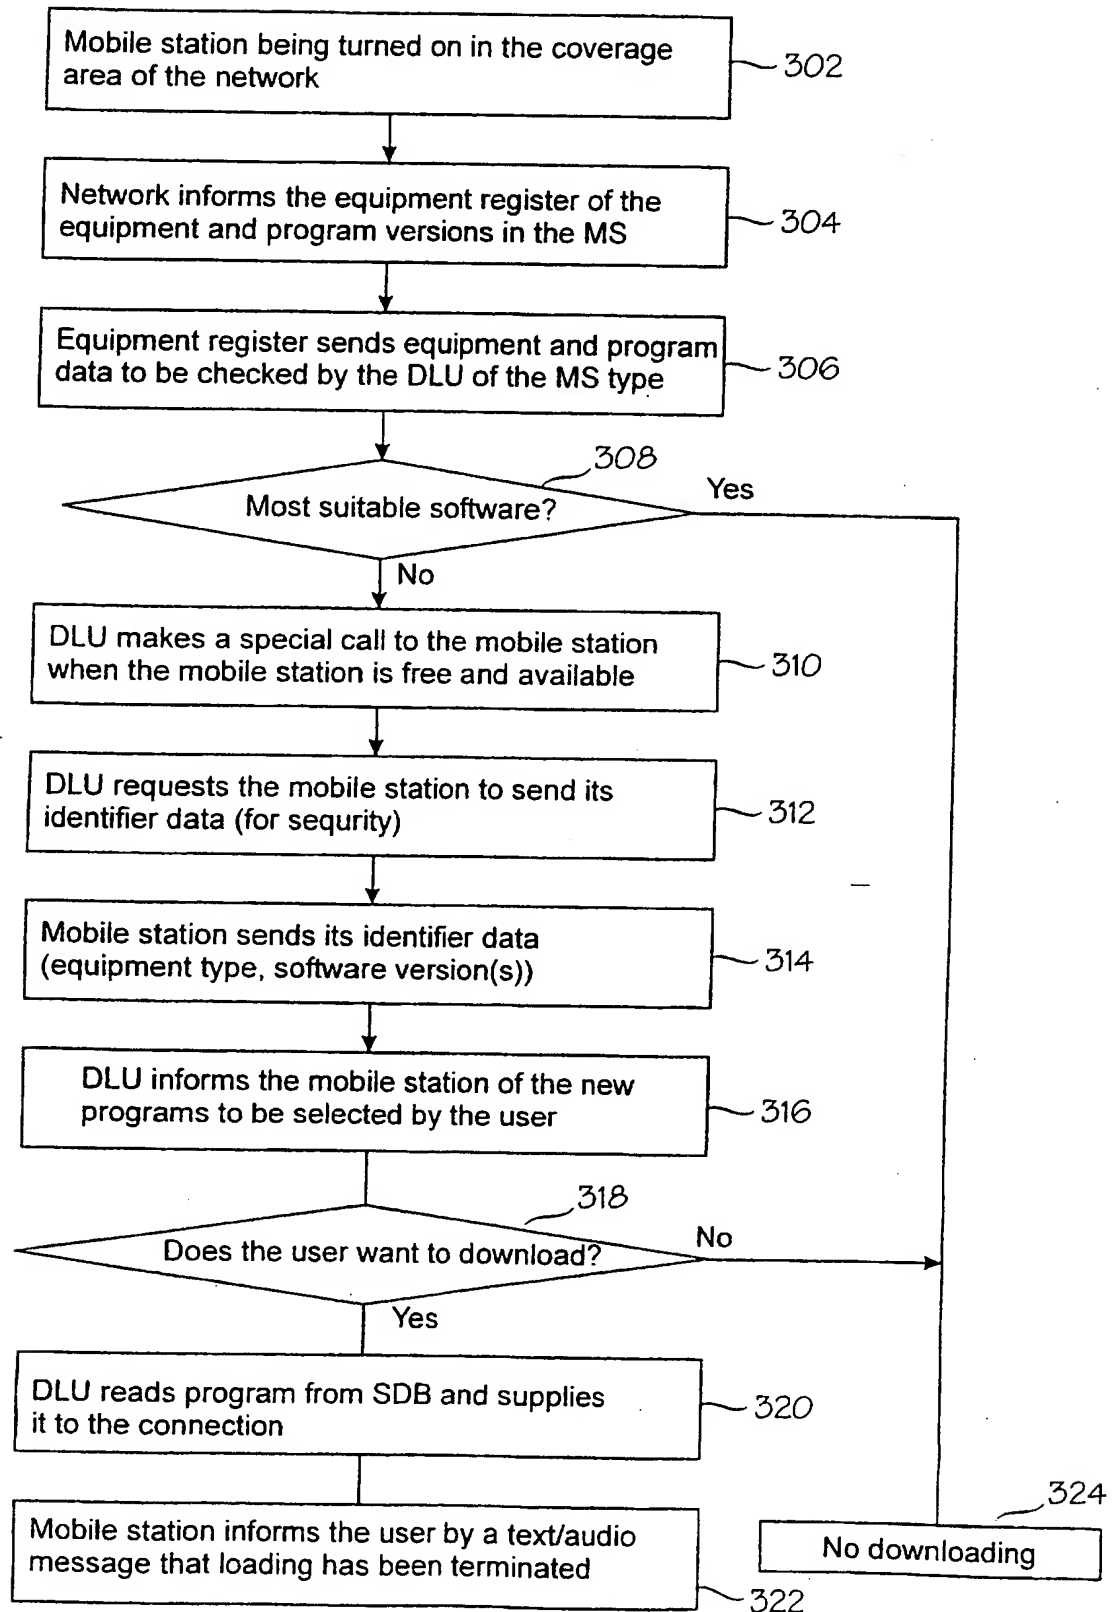 Mobile station being turned on in the coverage
area of the network
302
Network informs the equipment register of the
equipment and program versions in the MS
304
Equipment register sends equipment and program
data to be checked by the DLU of the MS type
306
308
Most suitable software?
Yes
No
DLU makes a special call to the mobile station
when the mobile station is free and available
310
DLU requests the mobile station to send its
identifier data (for sequrity)
312
Mobile station sends its identifier data
(equipment type, software version(s))
314
DLU informs the mobile station of the new
programs to be selected by the user
316
318
Does the user want to download?
No
Yes
DLU reads program from SDB and supplies
it to the connection
320
Mobile station informs the user by a text/audio
message that loading has been terminated
322
324
No downloading